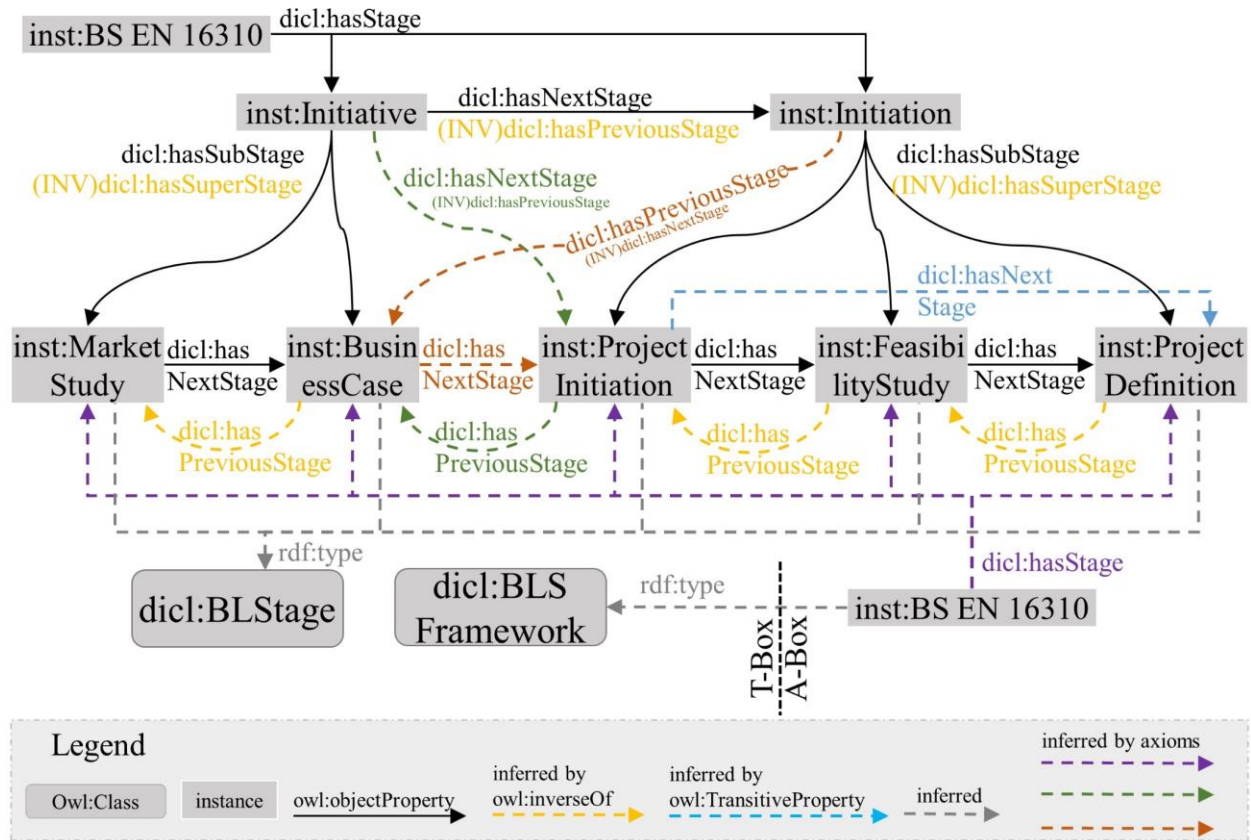 dicl:hasStage
inst:BS EN 16310
inst:Initiative
dicl:hasNextStage
(INV)dicl:hasPreviousStage
inst:Initiation
dicl:hasSubStage
(INV)dicl:hasSuperStage
dicl:hasNextStage
(INV)dicl:hasPreviousStage
dicl:hasPreviousStage
(INV)dicl:hasNextStage
dicl:hasSubStage
(INV)dicl:hasSuperStage
dicl:hasNext
Stage
inst:Market
Study
dicl:has
NextStage
inst:Busin
essCase
dicl:has
NextStage
inst:Project
Initiation
dicl:has
NextStage
inst:Feasibi
lityStudy
dicl:has
NextStage
inst:Project
Definition
dicl:has
PreviousStage
dicl:has
PreviousStage
dicl:has
PreviousStage
dicl:has
PreviousStage
rdf:type
dicl:hasStage
dicl:BLStage
dicl:BLS
Framework
rdf:type
inst:BS EN 16310
T-Box
A-Box
Legend
Owl:Class
instance
owl:objectProperty
inferred by
owl:inverseOf
inferred by
owl:TransitiveProperty
inferred
inferred by axioms